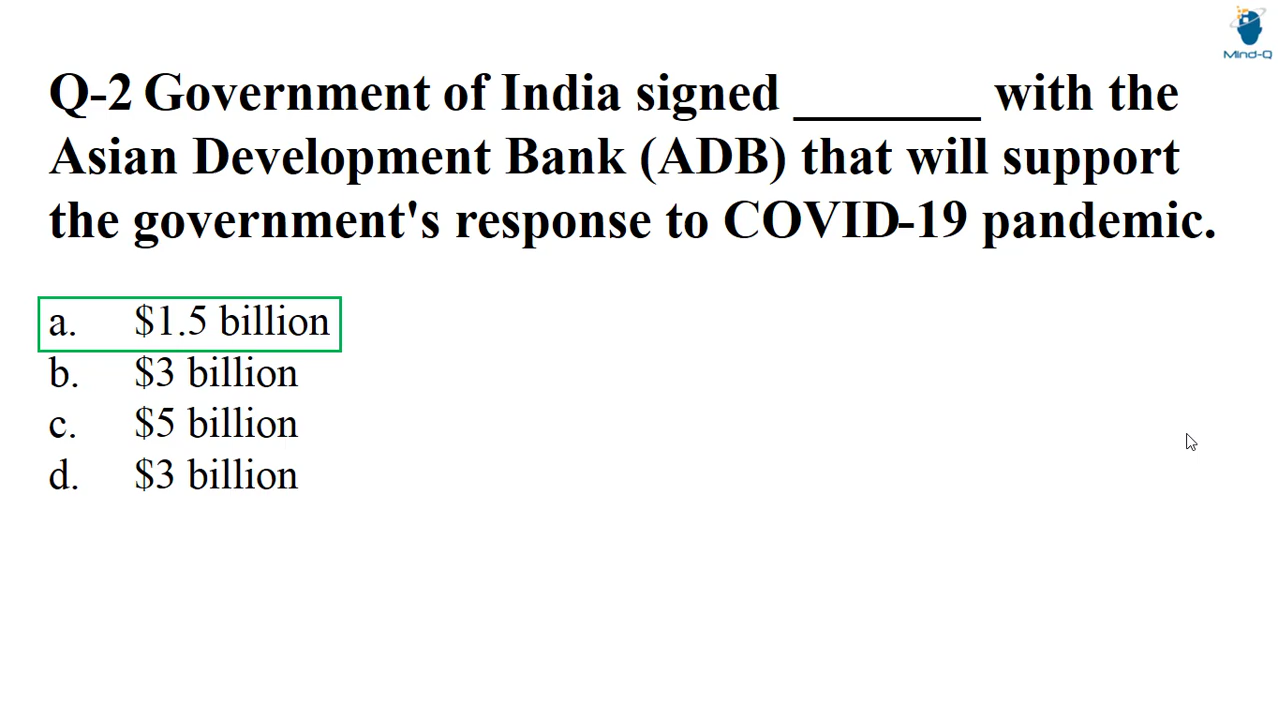 Mind-Q
Q-2 Government of India signed _______ with the
Asian Development Bank (ADB) that will support
the government's response to COVID-19 pandemic.
a. $1.5 billion
b. $3 billion
c. $5 billion
d. $3 billion